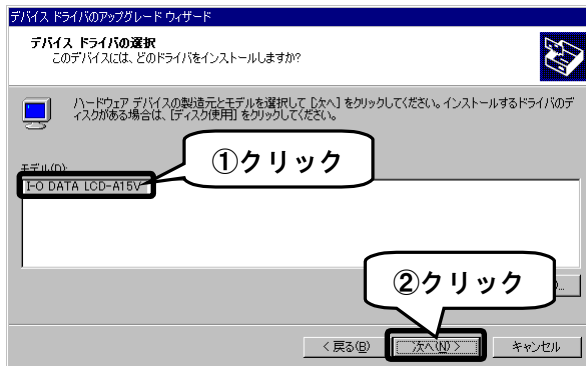 デバイス ドライバのアップグレード ウィザード
デバイス ドライバの選択
このデバイスには、どのドライバをインストールしますか?
ハードウェア デバイスの製造元とモデルを選択して [次へ] をクリックしてください。インストールするドライバのデ
ィスクがある場合は、[ディスク使用] をクリックしてください。
モデル(D):
①クリック
I-O DATA LCD-A15V
②クリック
< 戻る(B)
次へ(N) >
キャンセル